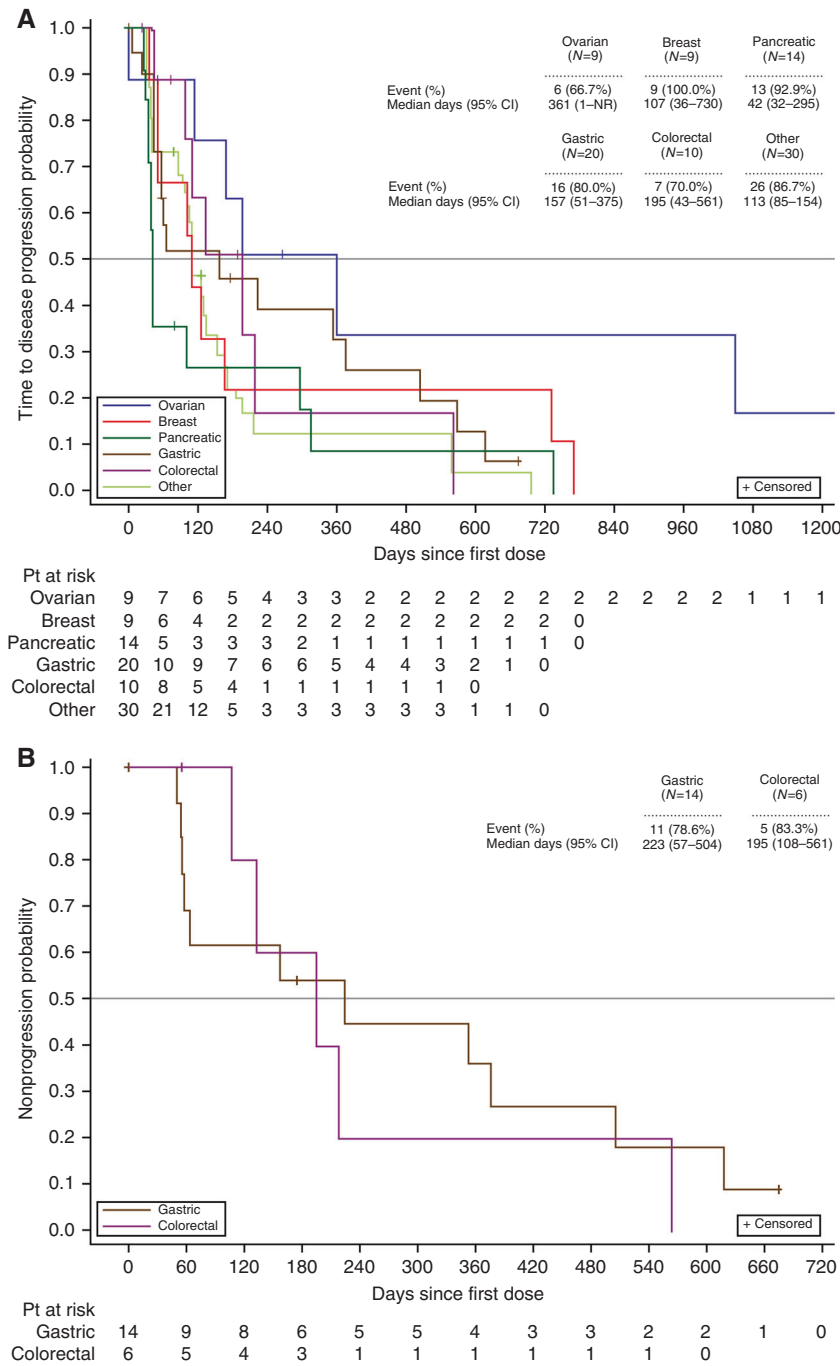 A
Ovarian Breast Pancreatic
(N=9) (N=9) (N=14)
Event (%) 6 (66.7%) 9 (100.0%) 13 (92.9%)
Median days (95% CI) 361 (1–NR) 107 (36–730) 42 (32–295)
Gastric Colorectal Other
(N=20) (N=10) (N=30)
Event (%) 16 (80.0%) 7 (70.0%) 26 (86.7%)
Median days (95% CI) 157 (51–375) 195 (43–561) 113 (85–154)
Time to disease progression probability
1.0
0.9
0.8
0.7
0.6
0.5
0.4
0.3
0.2
0.1
0.0
Ovarian
Breast
Pancreatic
Gastric
Colorectal
Other
+ Censored
0 120 240 360 480 600 720 840 960 1080 1200
Days since first dose
Pt at risk
Ovarian 9 7 6 5 4 3 3 2 2 2 2 2 2 2 2 2 2 2 1 1 1
Breast 9 6 4 2 2 2 2 2 2 2 2 2 2 0
Pancreatic 14 5 3 3 3 2 1 1 1 1 1 1 1 0
Gastric 20 10 9 7 6 6 5 4 4 3 2 1 0
Colorectal 10 8 5 4 1 1 1 1 1 1 0
Other 30 21 12 5 3 3 3 3 3 3 1 1 0
B
Gastric Colorectal
(N=14) (N=6)
Event (%) 11 (78.6%) 5 (83.3%)
Median days (95% CI) 223 (57–504) 195 (108–561)
Nonprogression probability
1.0
0.9
0.8
0.7
0.6
0.5
0.4
0.3
0.2
0.1
0.0
Gastric
Colorectal
+ Censored
0 60 120 180 240 300 360 420 480 540 600 660 720
Days since first dose
Pt at risk
Gastric 14 9 8 6 5 5 4 3 3 2 2 1 0
Colorectal 6 5 4 3 1 1 1 1 1 1 0